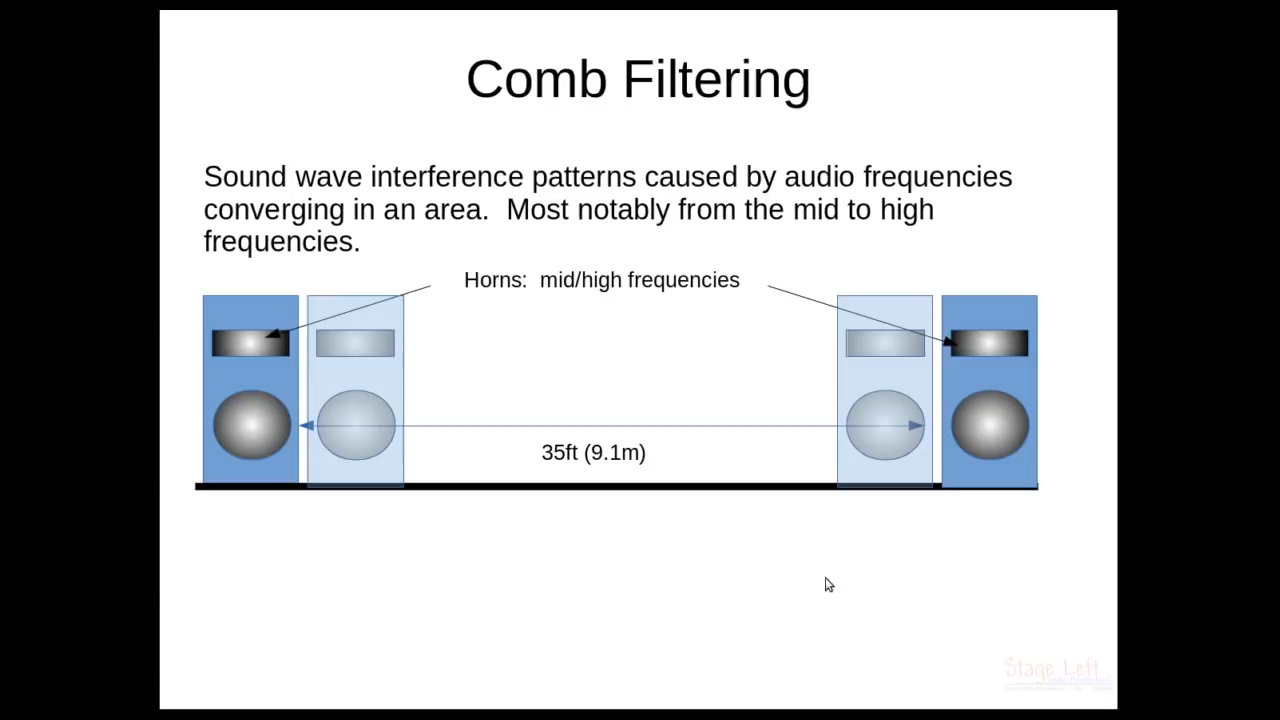 Comb Filtering
Sound wave interference patterns caused by audio frequencies
converging in an area.  Most notably from the mid to high
frequencies.
Horns:  mid/high frequencies
35ft (9.1m)
Stage Left